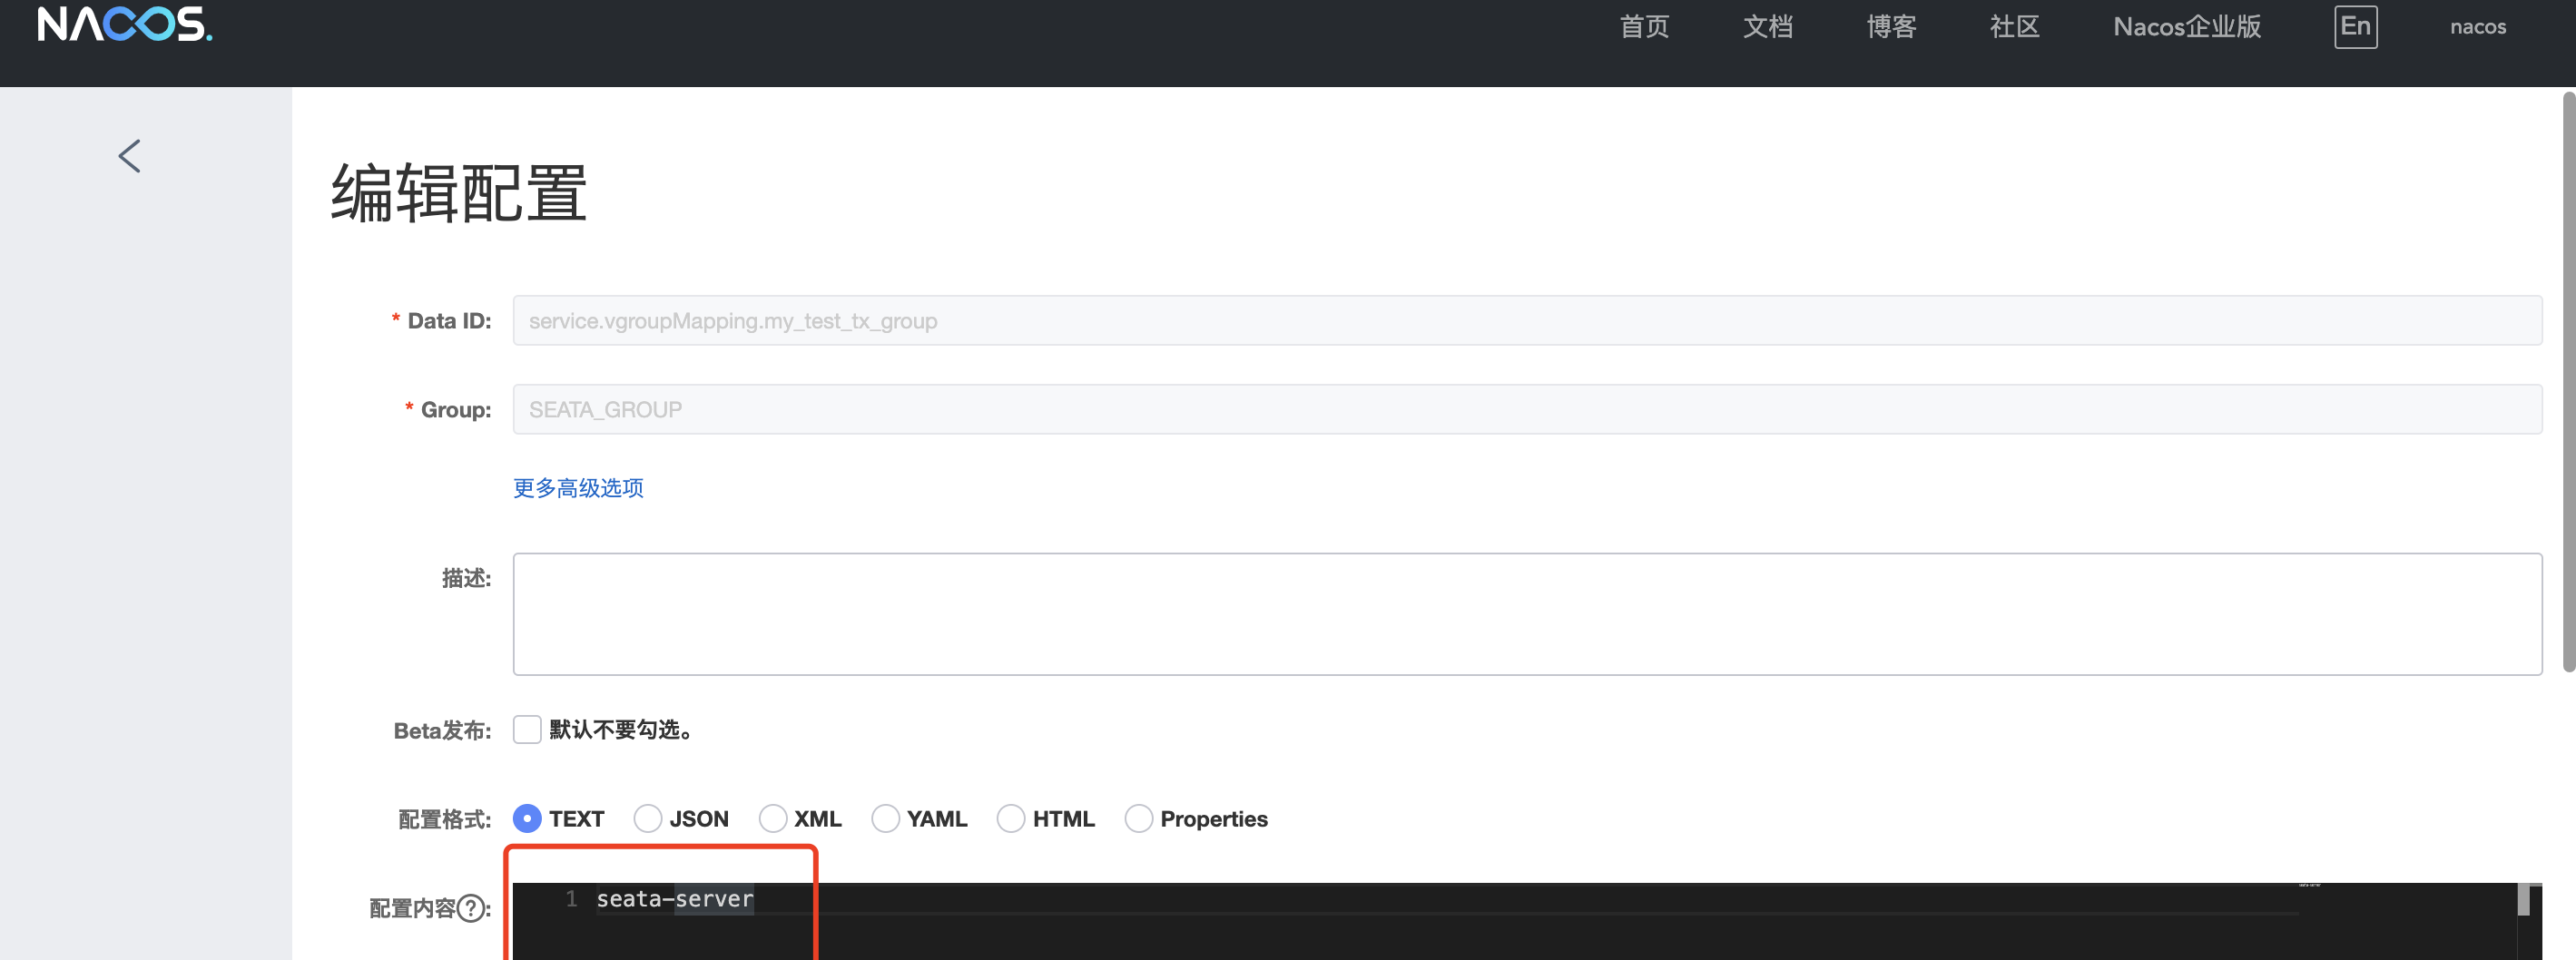 NACOS.
首页 文档 博客 社区 Nacos企业版 En nacos
编辑配置
* Data ID: service.vgroupMapping.my_test_tx_group
* Group: SEATA_GROUP
更多高级选项
描述:
Beta发布: 默认不要勾选。
配置格式: TEXT JSON XML YAML HTML Properties
配置内容?: 1 seata-server